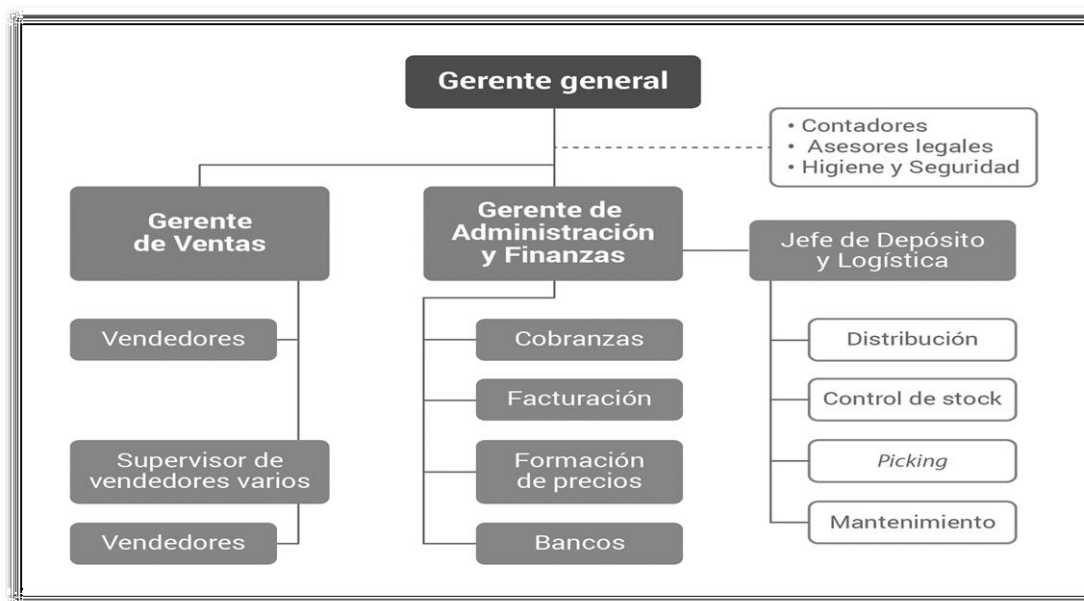 Gerente general
• Contadores
• Asesores legales
• Higiene y Seguridad
Gerente
de Ventas
Gerente de
Administración
y Finanzas
Jefe de Depósito
y Logística
Vendedores
Supervisor de
vendedores varios
Vendedores
Cobranzas
Facturación
Formación
de precios
Bancos
Distribución
Control de stock
Picking
Mantenimiento